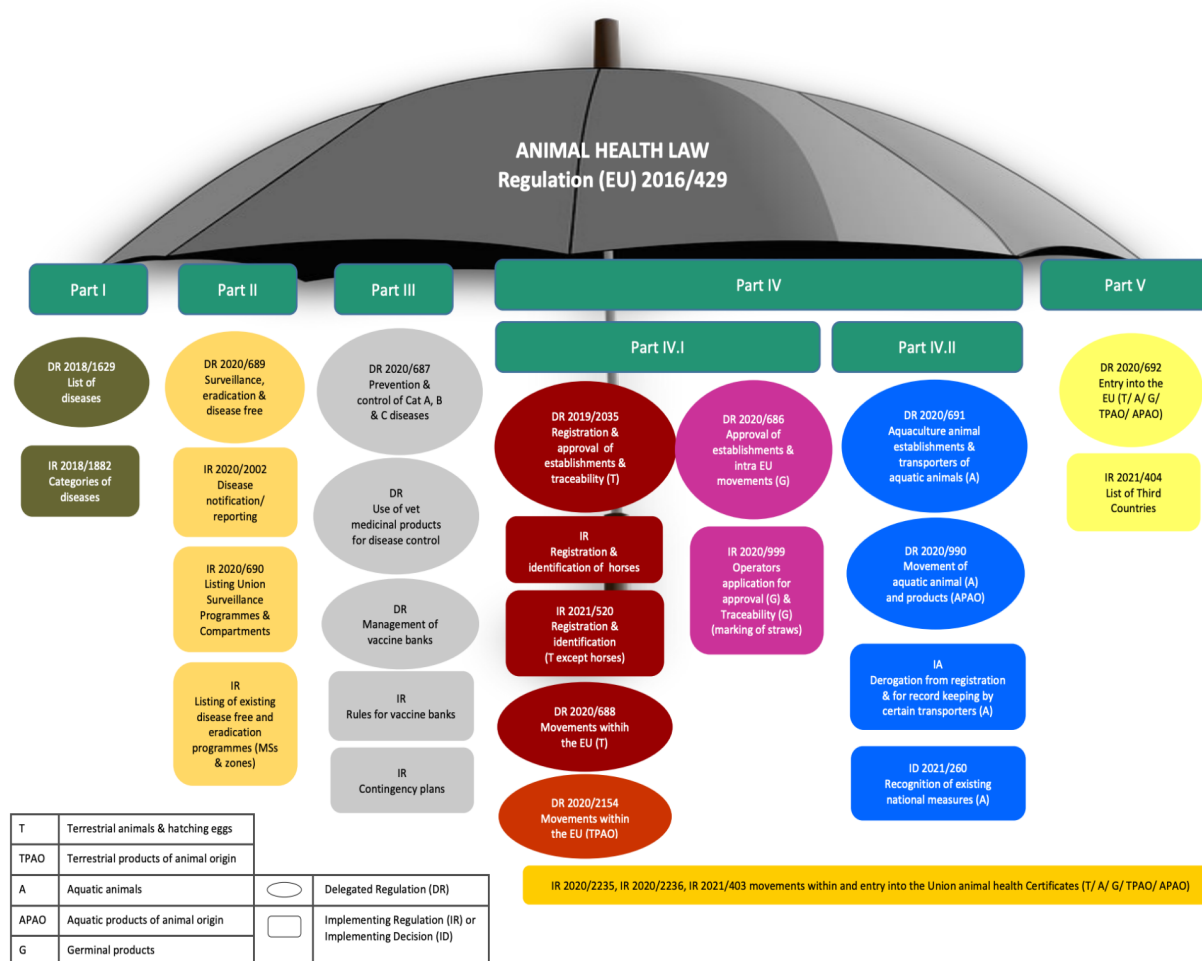 ANIMAL HEALTH LAW
Regulation (EU) 2016/429
Part I
Part II
Part III
Part IV
Part V
Part IV.I
Part IV.II
DR 2018/1629
List of
diseases
IR 2018/1882
Categories of
diseases
DR 2020/689
Surveillance,
eradication &
disease free
IR 2020/2002
Disease
notification/
reporting
IR 2020/690
Listing Union
Surveillance
Programmes &
Compartments
IR
Listing of existing
disease free and
eradication
programmes (MSs
& zones)
DR 2020/687
Prevention &
control of Cat A, B
& C diseases
DR
Use of vet
medicinal products
for disease control
DR
Management of
vaccine banks
IR
Rules for vaccine banks
IR
Contingency plans
DR 2019/2035
Registration &
approval of
establishments &
traceability (T)
IR
Registration &
identification of horses
IR 2021/520
Registration &
identification
(T except horses)
DR 2020/688
Movements withih
the EU (T)
DR 2020/2154
Movements within
the EU (TPAO)
DR 2020/686
Approval of
establishments &
intra EU
movements (G)
IR 2020/999
Operators
application for
approval (G) &
Traceability (G)
(marking of straws)
DR 2020/691
Aquaculture animal
establishments &
transporters of
aquatic animals (A)
DR 2020/990
Movement of
aquatic animal (A)
and products (APAO)
IA
Derogation from registration
& for record keeping by
certain transporters (A)
ID 2021/260
Recognition of existing
national measures (A)
DR 2020/692
Entry into the
EU (T/ A/ G/
TPAO/ APAO)
IR 2021/404
List of Third
Countries
IR 2020/2235, IR 2020/2236, IR 2021/403 movements within and entry into the Union animal health Certificates (T/ A/ G/ TPAO/ APAO)
T Terrestrial animals & hatching eggs
TPAO Terrestrial products of animal origin
A Aquatic animals
APAO Aquatic products of animal origin
G Germinal products
Delegated Regulation (DR)
Implementing Regulation (IR) or
Implementing Decision (ID)